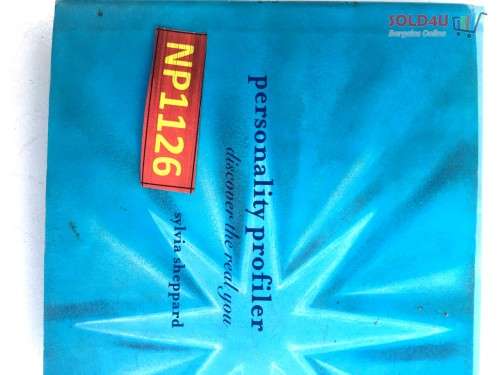 SOLD4U
Bargains Online
NP1126
personality profiler
discover the real you
sylvia sheppard